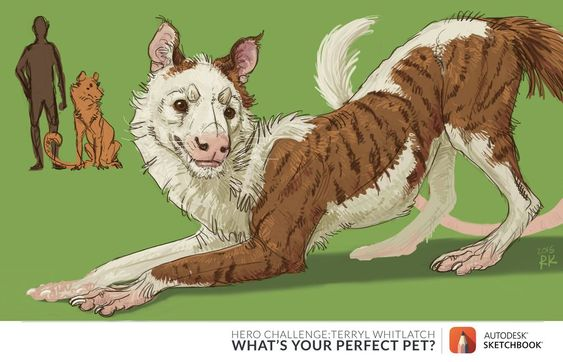 2015
RK
HERO CHALLENGE:TERRYL WHITLATCH
WHAT'S YOUR PERFECT PET?
AUTODESK®
SKETCHBOOK®